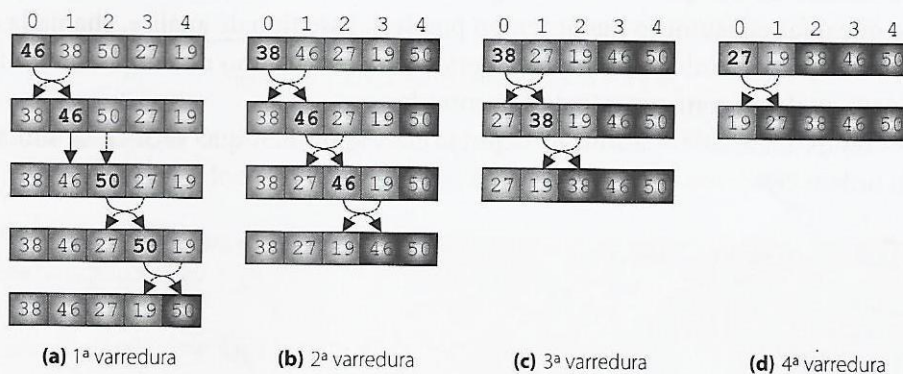 0 1 2 3 4
46 38 50 27 19
38 46 50 27 19
38 46 50 27 19
38 46 27 50 19
38 46 27 19 50
(a) 1ª varredura
0 1 2 3 4
38 46 27 19 50
38 46 27 19 50
38 27 46 19 50
38 27 19 46 50
(b) 2ª varredura
0 1 2 3 4
38 27 19 46 50
27 38 19 46 50
27 19 38 46 50
(c) 3ª varredura
0 1 2 3 4
27 19 38 46 50
19 27 38 46 50
(d) 4ª varredura